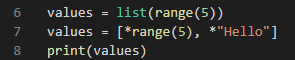 6 values = list(range(5))
7 values = [*range(5), *"Hello"]
8 print(values)